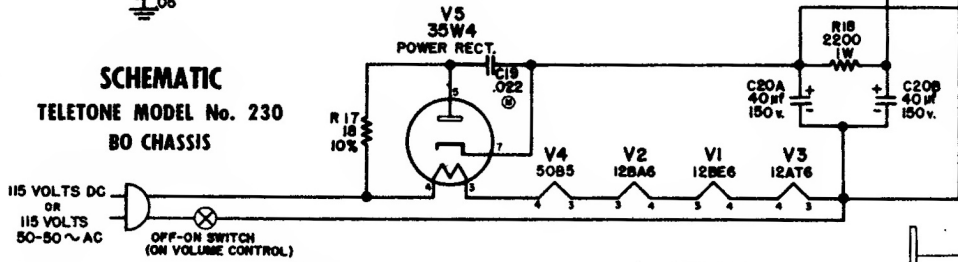 .05
V5
35W4
POWER RECT.
C19
.022
M
5
7
4
3
SCHEMATIC
TELETONE MODEL No. 230
BO CHASSIS
R17
18
10%
R18
2200
1W
C20A
40µf
150v.
+
-
C20B
40µf
150v.
+
-
V4
50B5
4 3
V2
12BA6
3 4
V1
12BE6
3 4
V3
12AT6
4 3
115 VOLTS DC
OR
115 VOLTS
50-50 ~ AC
OFF-ON SWITCH
(ON VOLUME CONTROL)